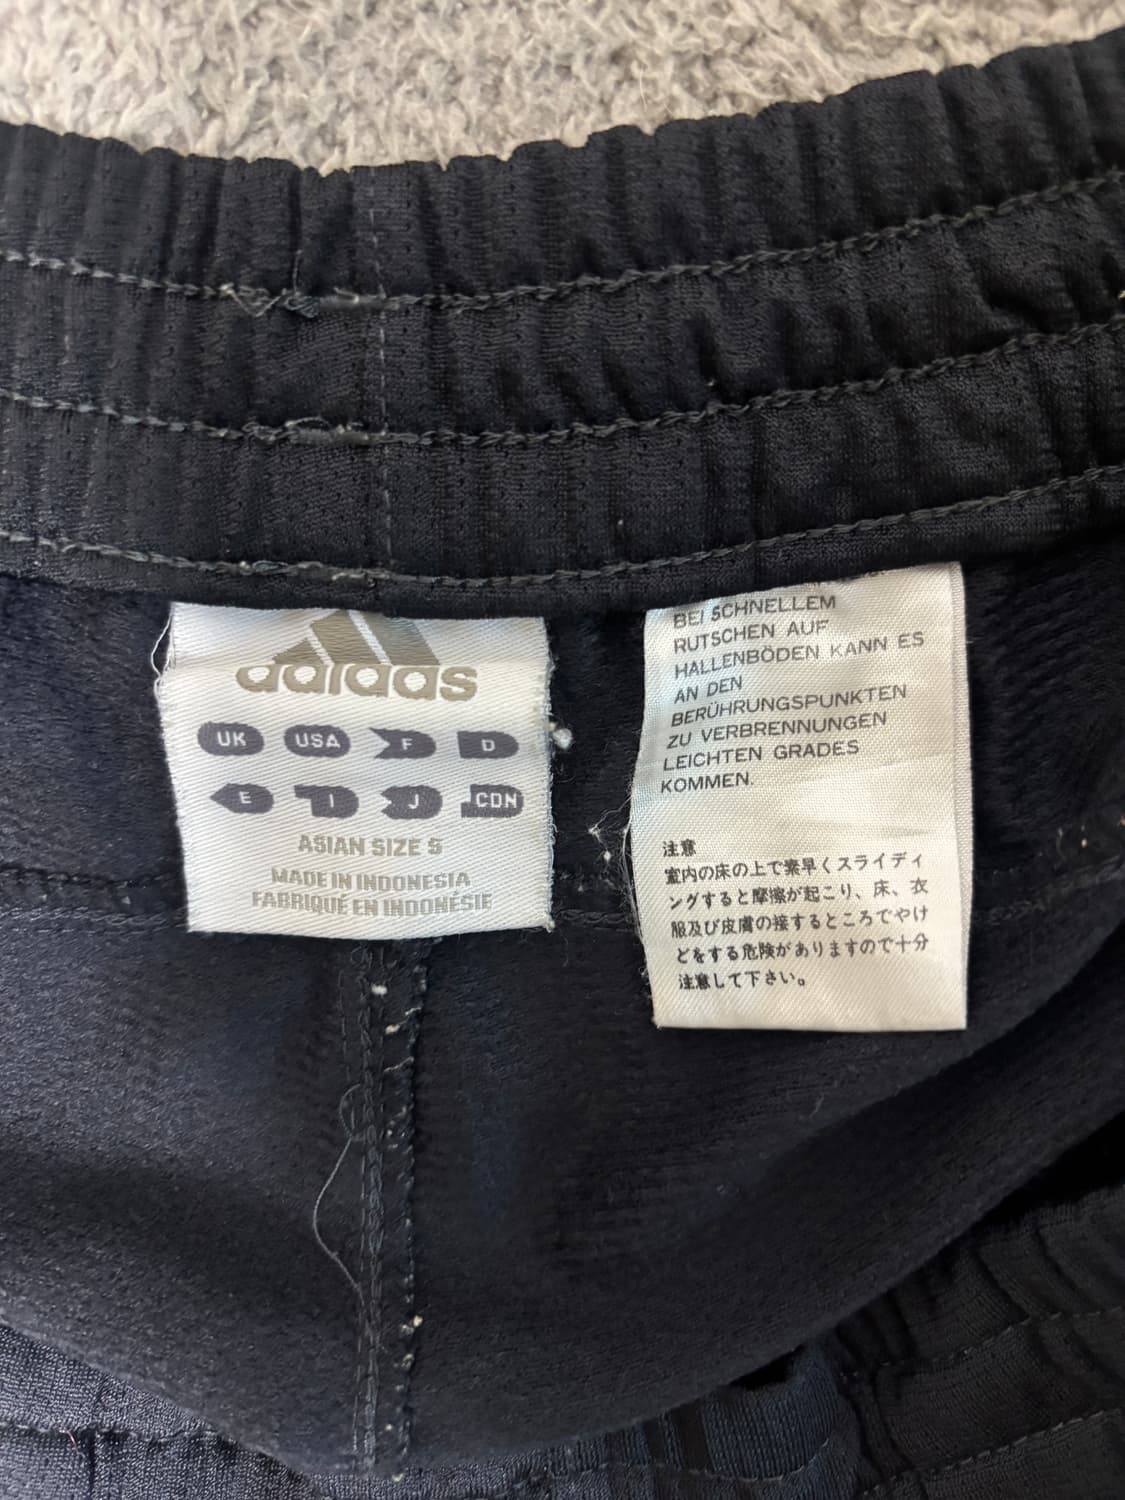 adidas
UK USA F D
E I J CDN
ASIAN SIZE S
MADE IN INDONESIA
FABRIQUÉ EN INDONÉSIE
BEI SCHNELLEM
RUTSCHEN AUF
HALLENBÖDEN KANN ES
AN DEN
BERÜHRUNGSPUNKTEN
ZU VERBRENNUNGEN
LEICHTEN GRADES
KOMMEN.
注意
室内の床の上で素早くスライディ
ングすると摩擦が起こり、床、衣
服及び皮膚の接するところでやけ
どをする危険がありますので十分
注意して下さい。